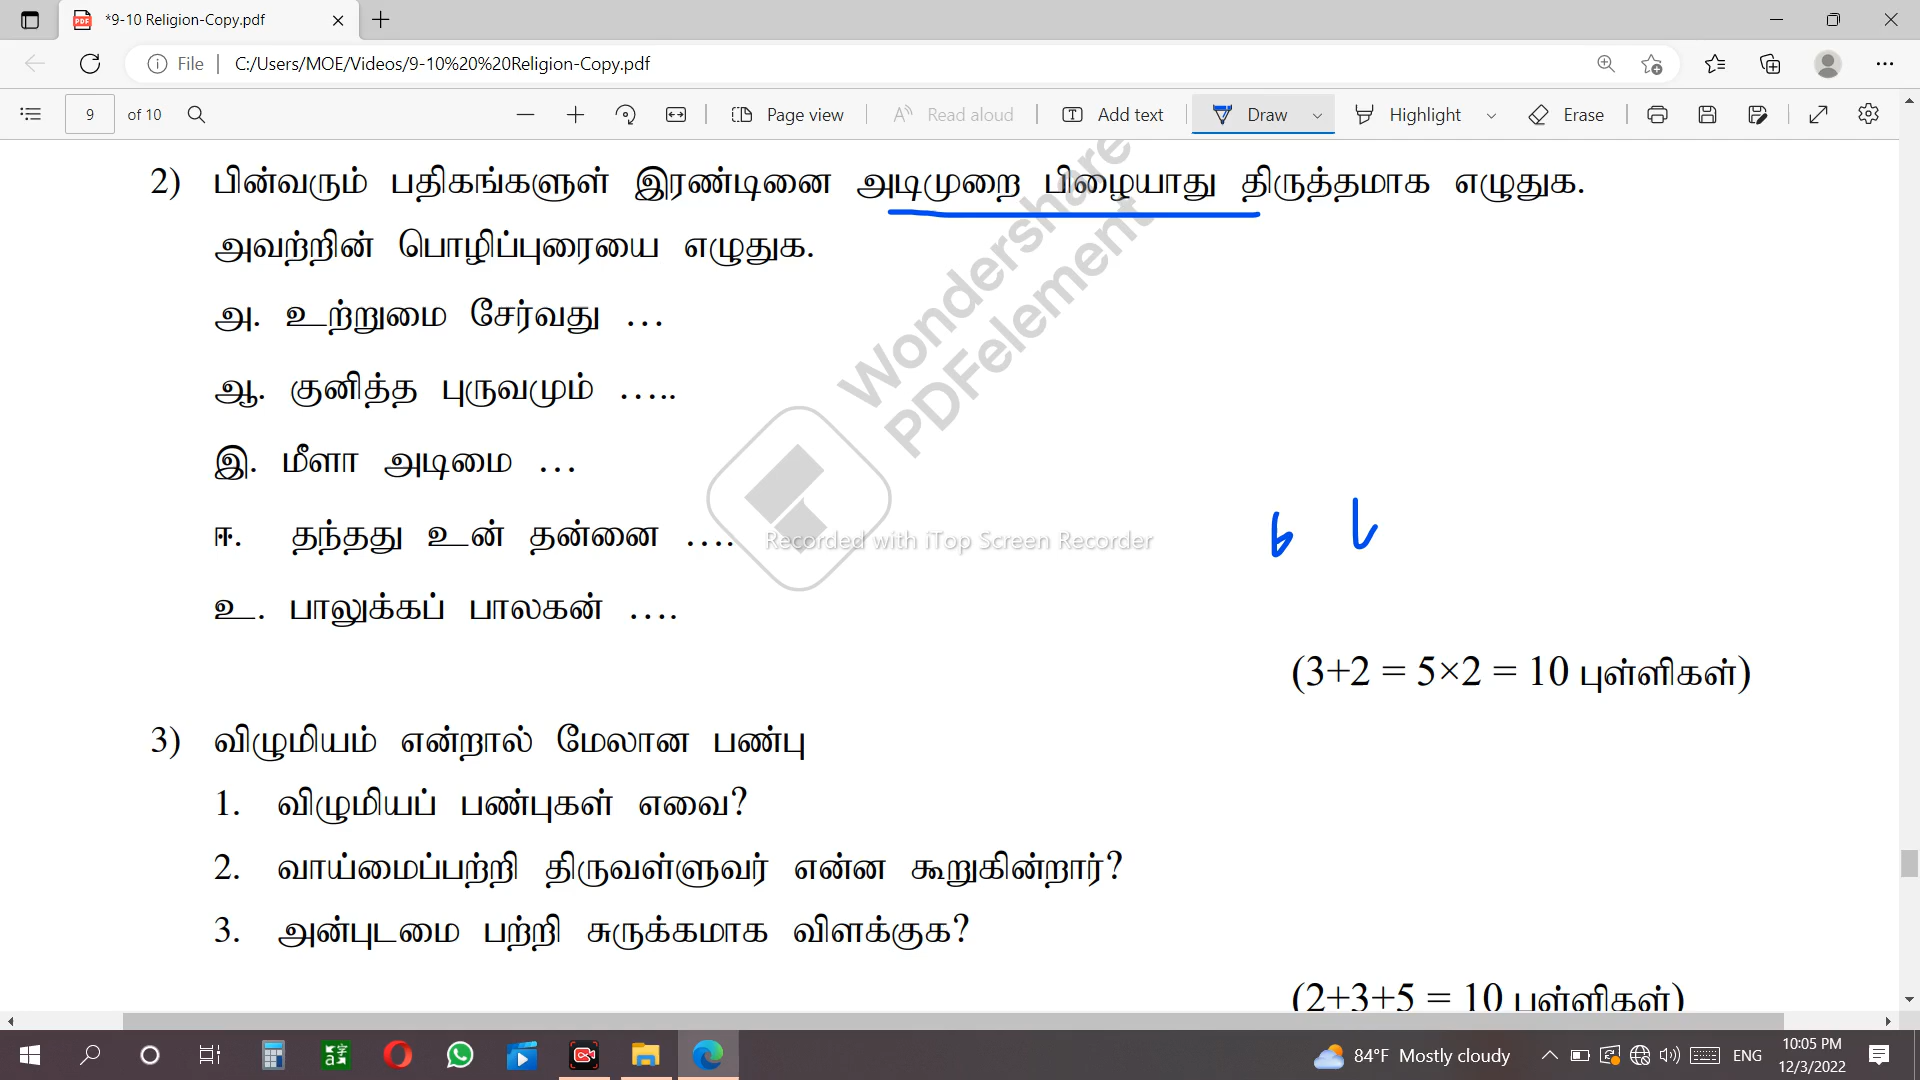 *9-10 Religion-Copy.pdf
File | C:/Users/MOE/Videos/9-10%20%20Religion-Copy.pdf
9 of 10 Page view Read aloud Add text Draw Highlight Erase
2) பின்வரும் பதிகங்களுள் இரண்டினை அடிமுறை பிழையாது திருத்தமாக எழுதுக.
அவற்றின் பொழிப்புரையை எழுதுக.
அ. உற்றுமை சேர்வது ...
ஆ. குனித்த புருவமும் .....
இ. மீளா அடிமை ...
ஈ. தந்தது உன் தன்னை ....
உ. பாலுக்கப் பாலகன் ....
Wondershare
PDFelement
Recorded with iTop Screen Recorder
(3+2 = 5×2 = 10 புள்ளிகள்)
3) விழுமியம் என்றால் மேலான பண்பு
1. விழுமியப் பண்புகள் எவை?
2. வாய்மைப்பற்றி திருவள்ளுவர் என்ன கூறுகின்றார்?
3. அன்புடமை பற்றி சுருக்கமாக விளக்குக?
(2+3+5 = 10 புள்ளிகள்)
84°F Mostly cloudy ENG 10:05 PM
12/3/2022